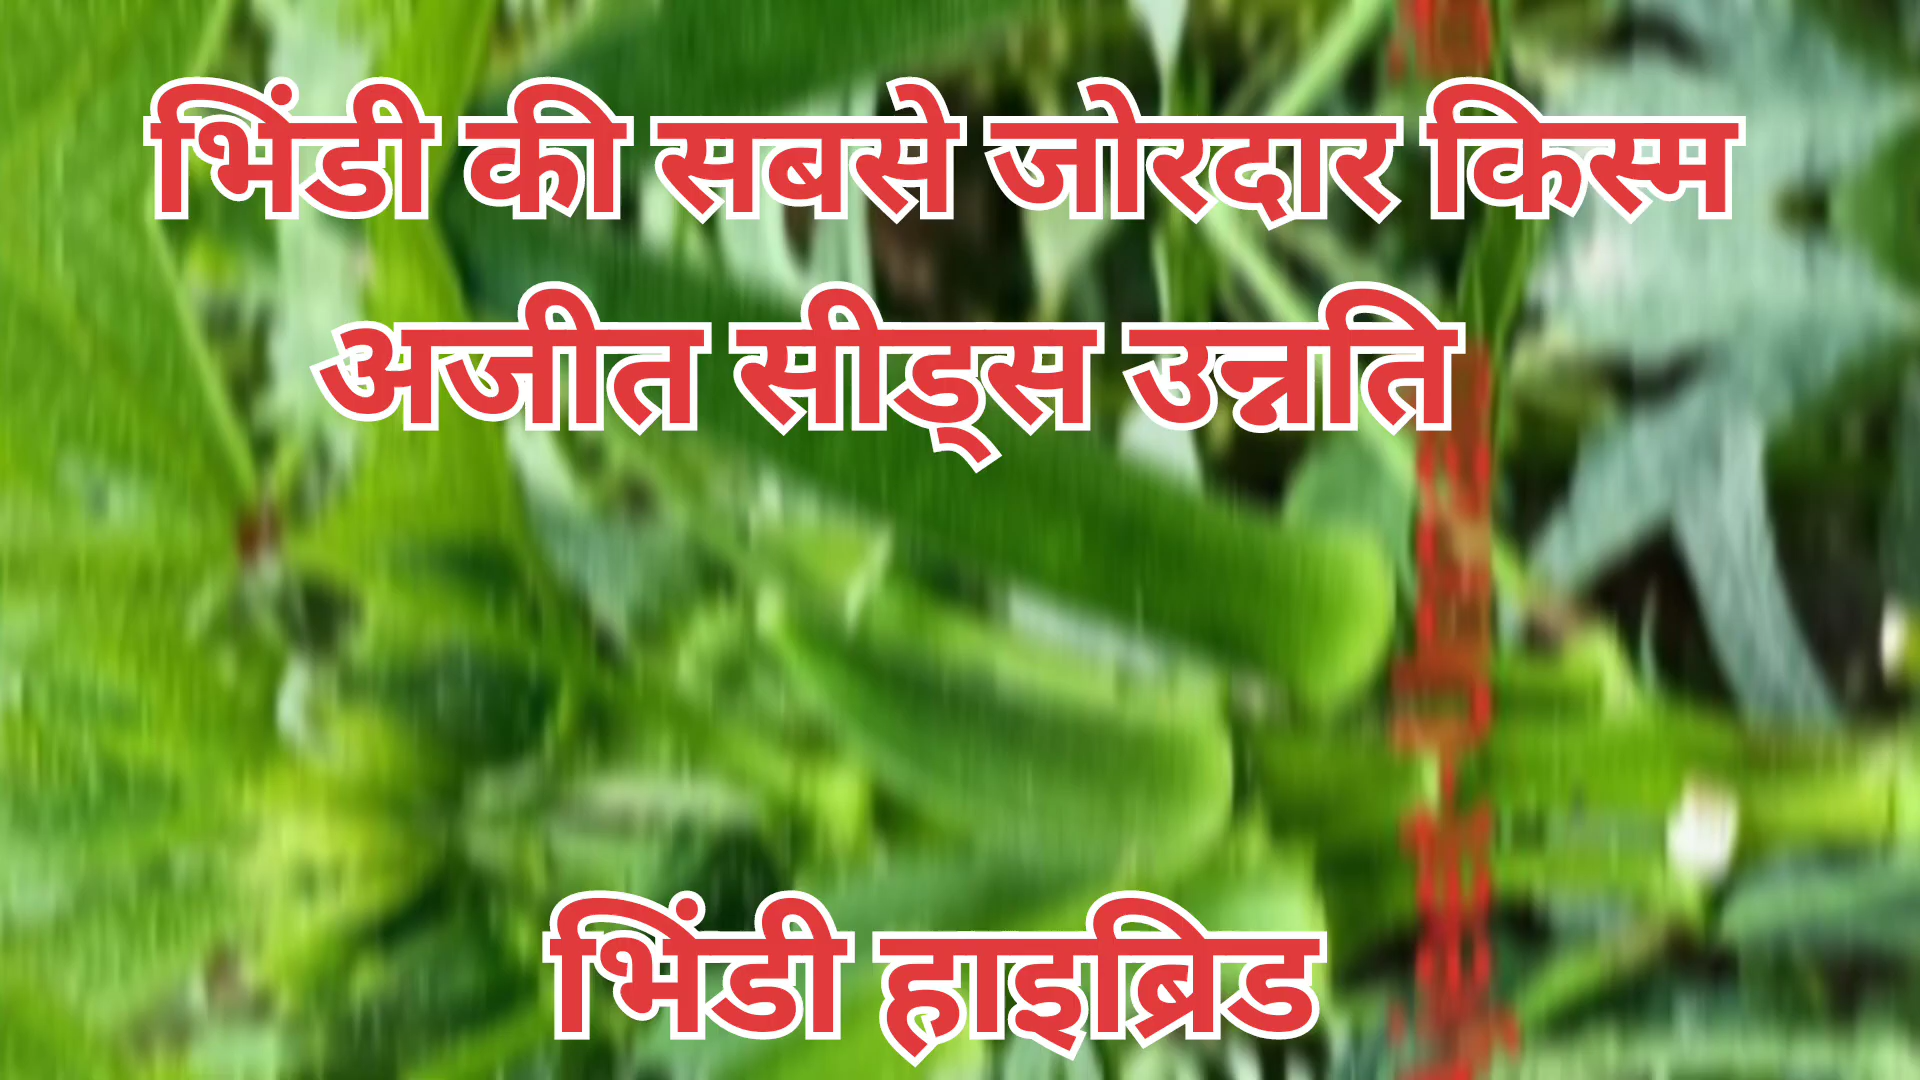 भिंडी की सबसे जोरदार किस्म
अजीत सीड्स उन्नति
भिंडी हाइब्रिड